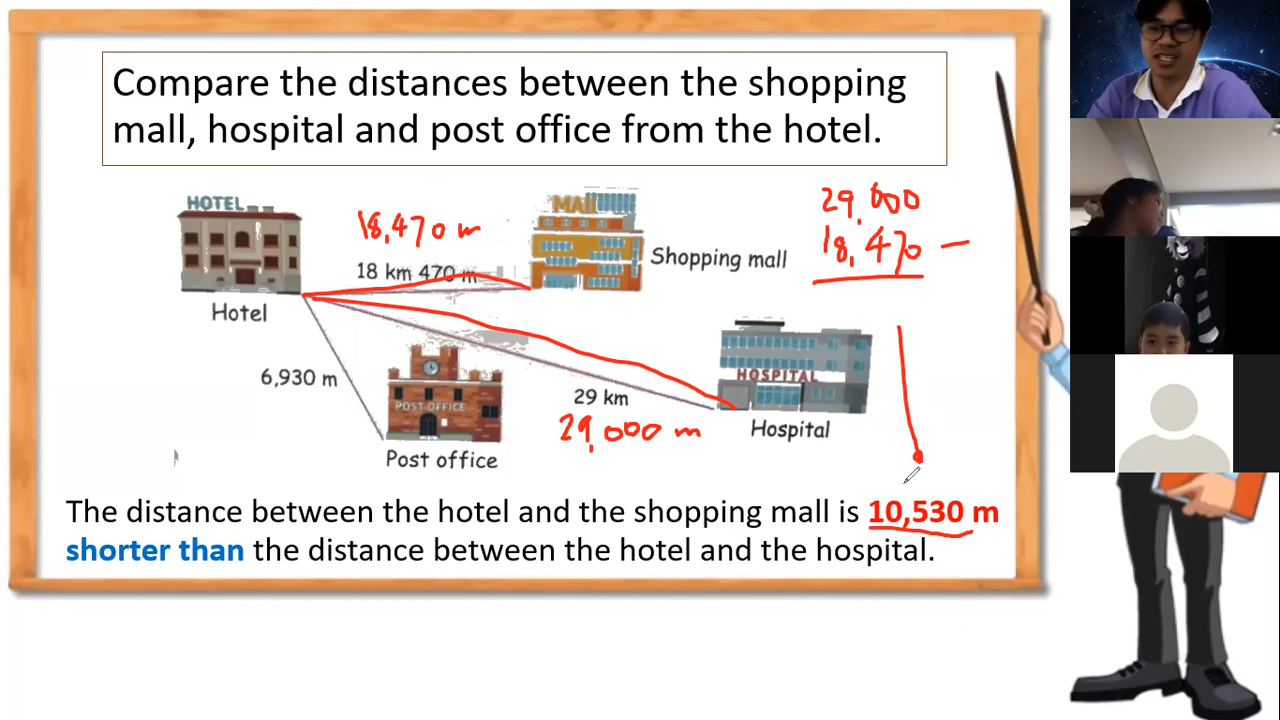 Compare the distances between the shopping
mall, hospital and post office from the hotel.
HOTEL
MALL
18,470 m
29,000
18,470 —
18 km 470 m
Shopping mall
Hotel
HOSPITAL
6,930 m
POST OFFICE
29 km
29,000 m
Hospital
Post office
The distance between the hotel and the shopping mall is 10,530 m
shorter than the distance between the hotel and the hospital.